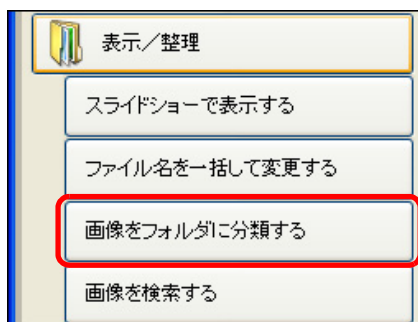 表示／整理
スライドショーで表示する
ファイル名を一括して変更する
画像をフォルダに分類する
画像を検索する